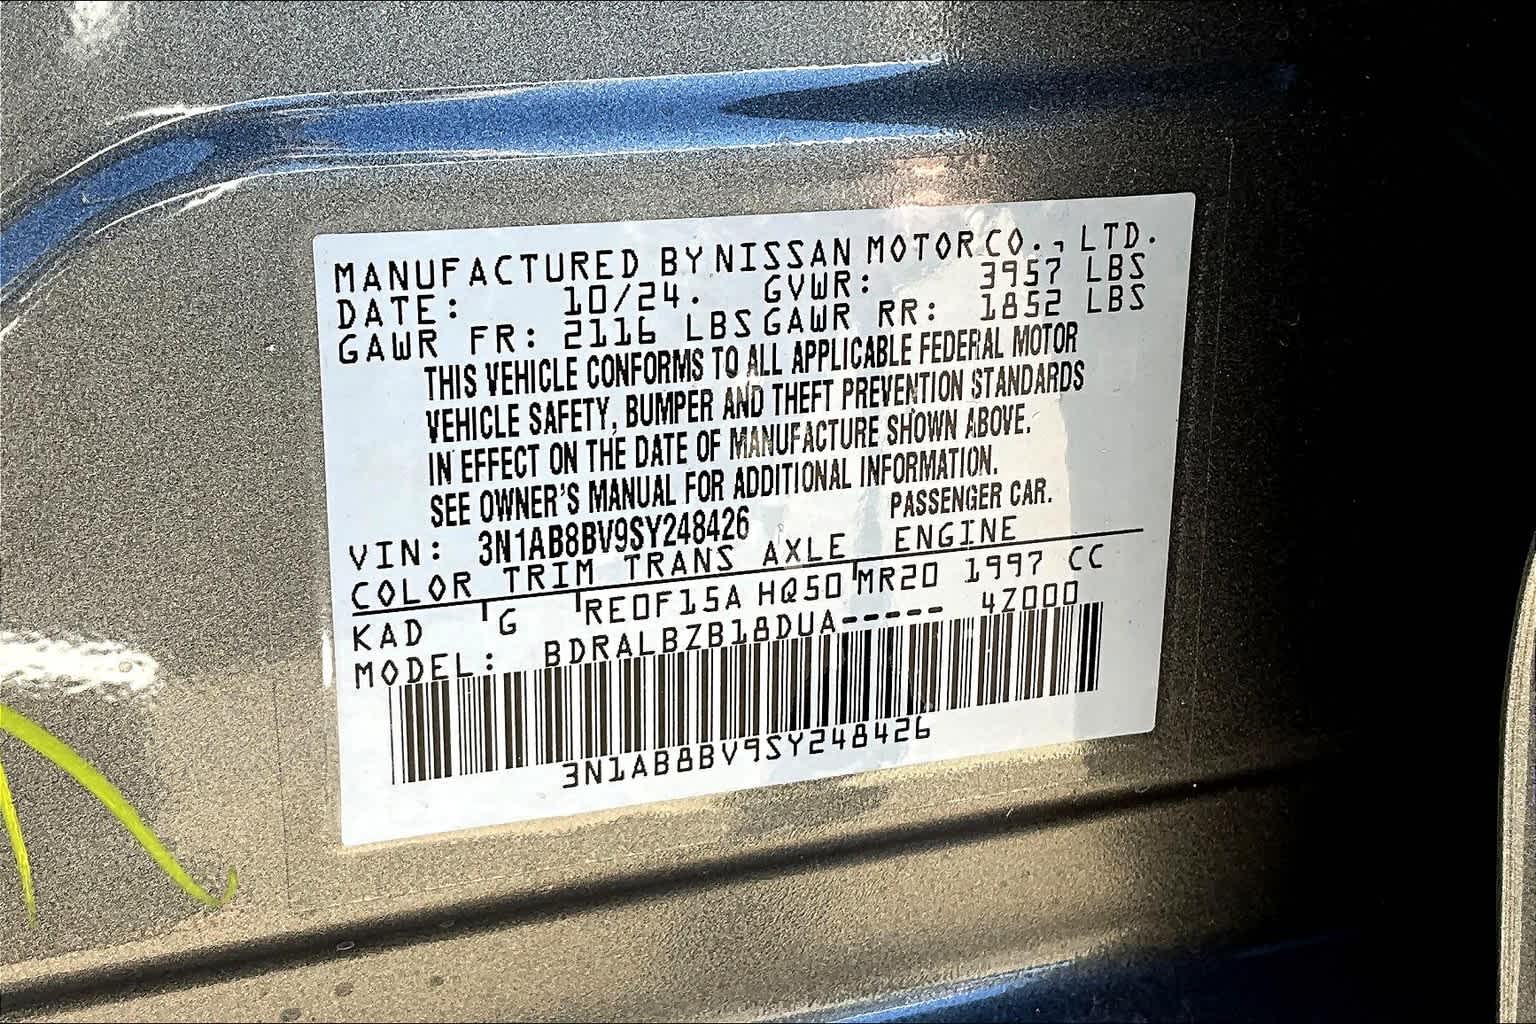 MANUFACTURED BY NISSAN MOTOR CO., LTD.
DATE: 10/24. GVWR: 3957 LBS
GAWR FR: 2116 LBS GAWR RR: 1852 LBS
THIS VEHICLE CONFORMS TO ALL APPLICABLE FEDERAL MOTOR
VEHICLE SAFETY, BUMPER AND THEFT PREVENTION STANDARDS
IN EFFECT ON THE DATE OF MANUFACTURE SHOWN ABOVE.
SEE OWNER'S MANUAL FOR ADDITIONAL INFORMATION.
VIN: 3N1AB8BV9SY248426 PASSENGER CAR.
COLOR TRIM TRANS AXLE ENGINE
KAD G RE0F15A HQ50 MR20 1997 CC
MODEL: BDRALBZB18DUA----- 4Z000
3N1AB8BV9SY248426